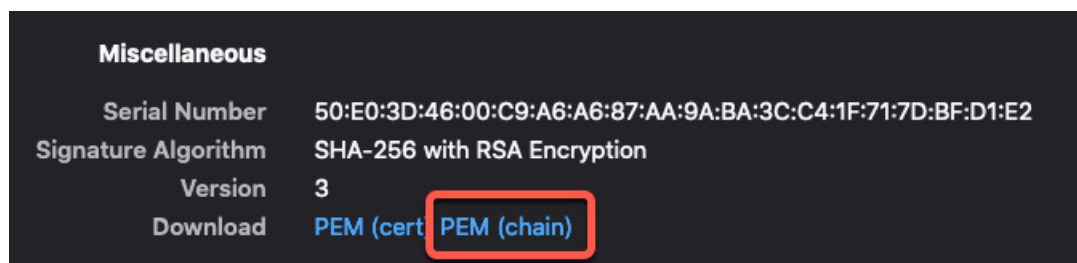 Miscellaneous
Serial Number 50:E0:3D:46:00:C9:A6:A6:87:AA:9A:BA:3C:C4:1F:71:7D:BF:D1:E2
Signature Algorithm SHA-256 with RSA Encryption
Version 3
Download PEM (cert) PEM (chain)